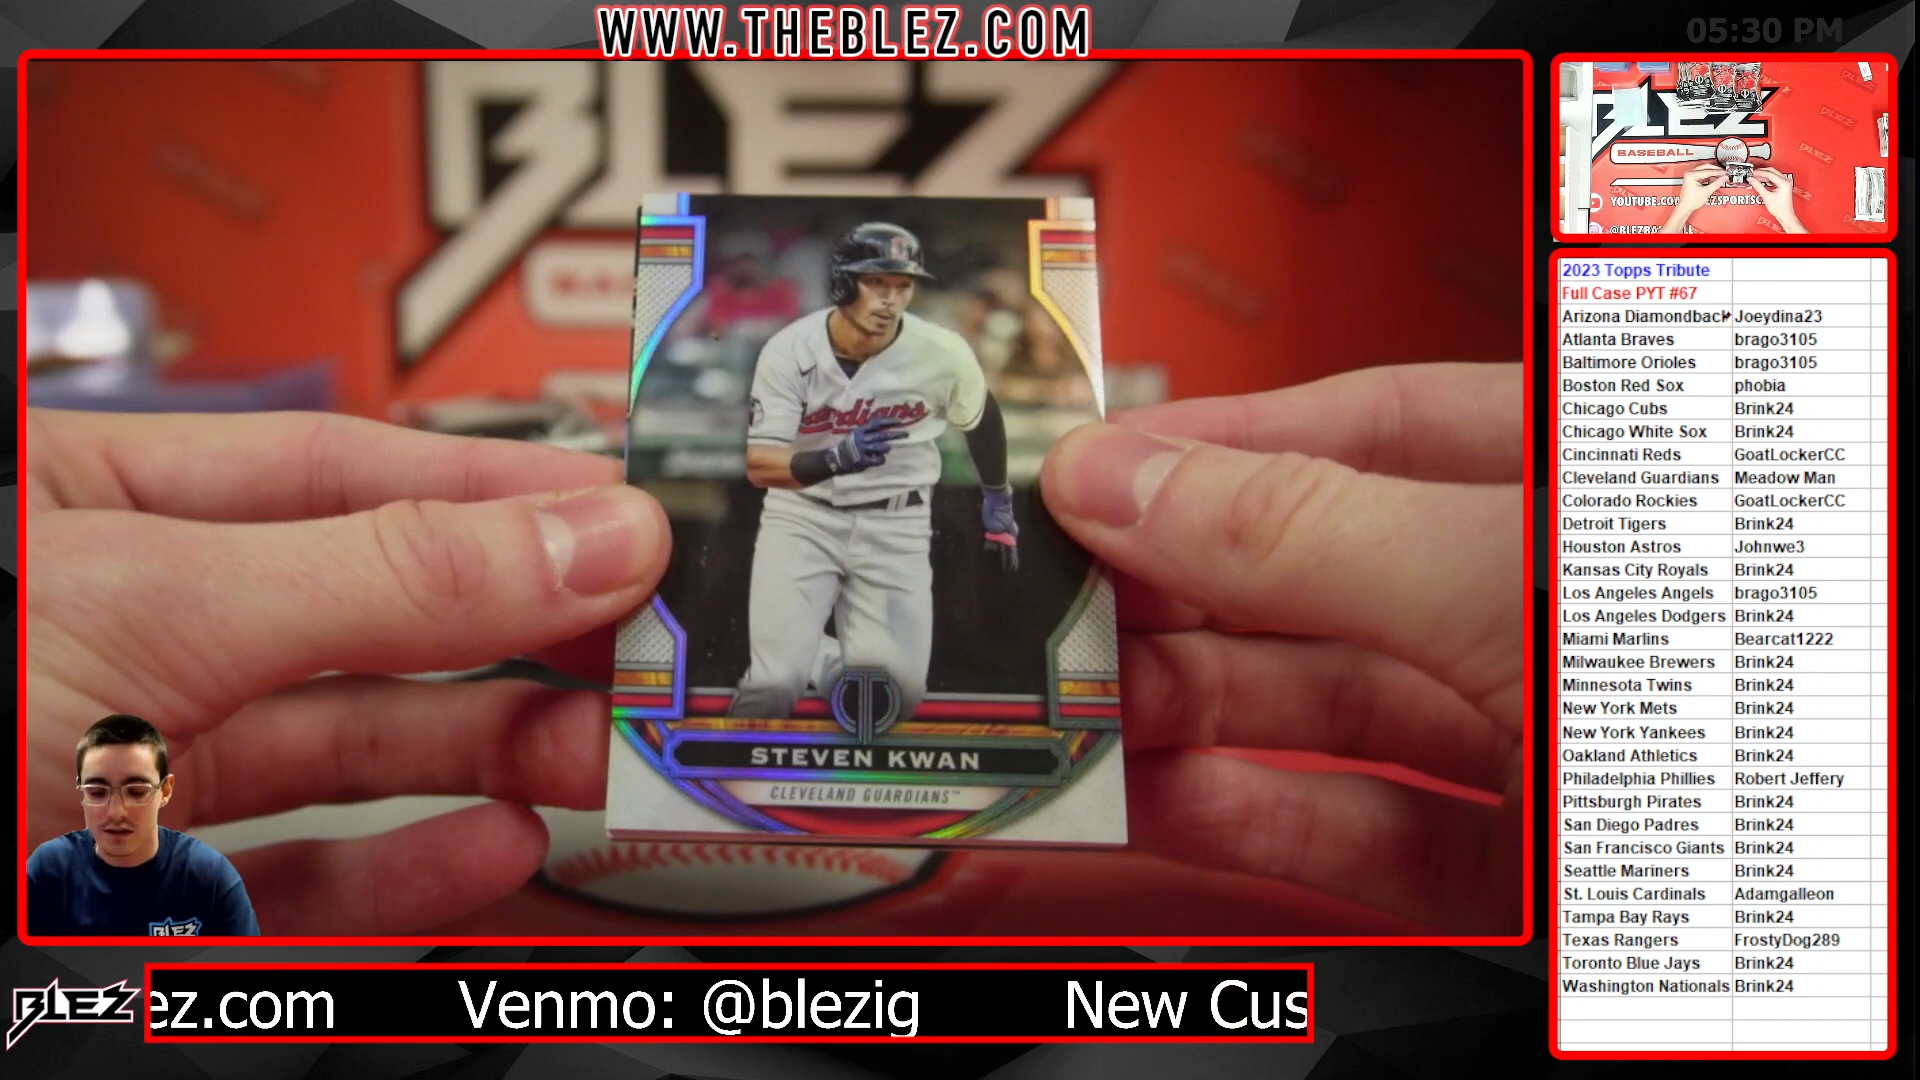 WWW.THEBLEZ.COM
05:30 PM
BLEZ
Guardians
STEVEN KWAN
CLEVELAND GUARDIANS™
BLEZ
BLEZ
BASEBALL
YOUTUBE.COM
2023 Topps Tribute
Full Case PYT #67
Arizona Diamondback Joeydina23
Atlanta Braves brago3105
Baltimore Orioles brago3105
Boston Red Sox phobia
Chicago Cubs Brink24
Chicago White Sox Brink24
Cincinnati Reds GoatLockerCC
Cleveland Guardians Meadow Man
Colorado Rockies GoatLockerCC
Detroit Tigers Brink24
Houston Astros Johnwe3
Kansas City Royals Brink24
Los Angeles Angels brago3105
Los Angeles Dodgers Brink24
Miami Marlins Bearcat1222
Milwaukee Brewers Brink24
Minnesota Twins Brink24
New York Mets Brink24
New York Yankees Brink24
Oakland Athletics Brink24
Philadelphia Phillies Robert Jeffery
Pittsburgh Pirates Brink24
San Diego Padres Brink24
San Francisco Giants Brink24
Seattle Mariners Brink24
St. Louis Cardinals Adamgalleon
Tampa Bay Rays Brink24
Texas Rangers FrostyDog289
Toronto Blue Jays Brink24
Washington Nationals Brink24
BLEZ
ez.com Venmo: @blezig New Cus